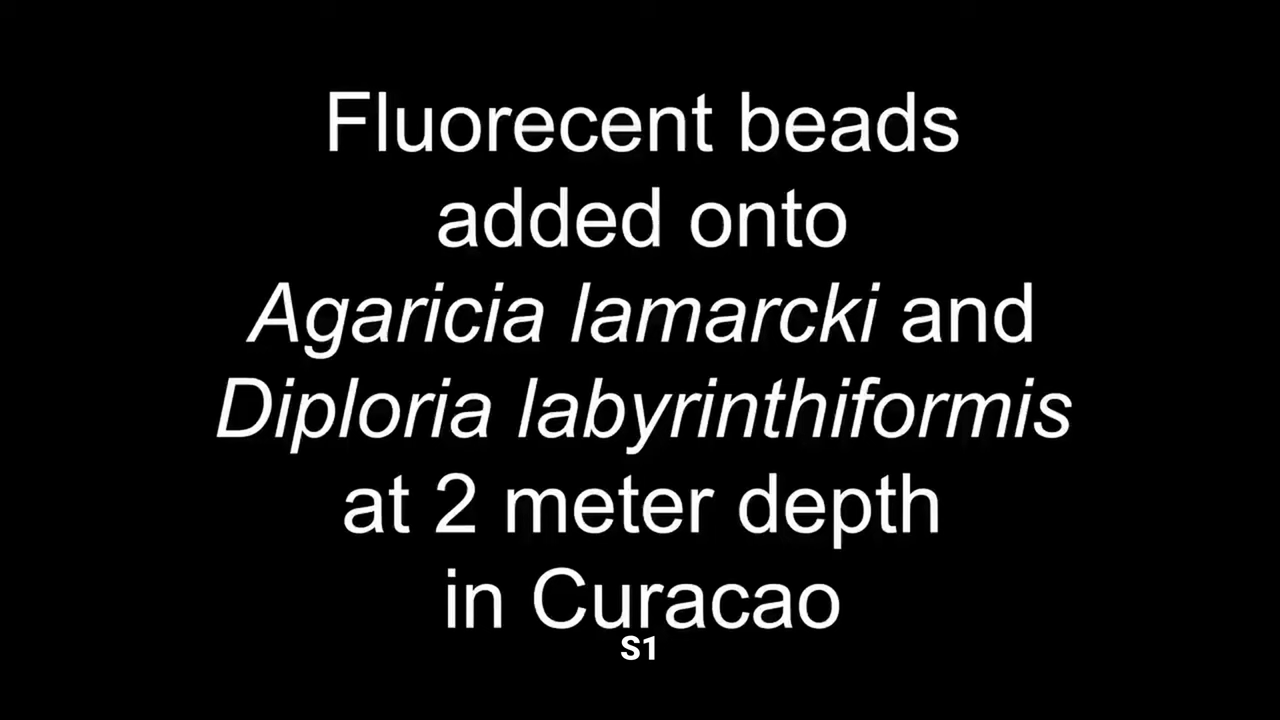 Fluorecent beads
added onto
Agaricia lamarcki and
Diploria labyrinthiformis
at 2 meter depth
in Curacao
S1